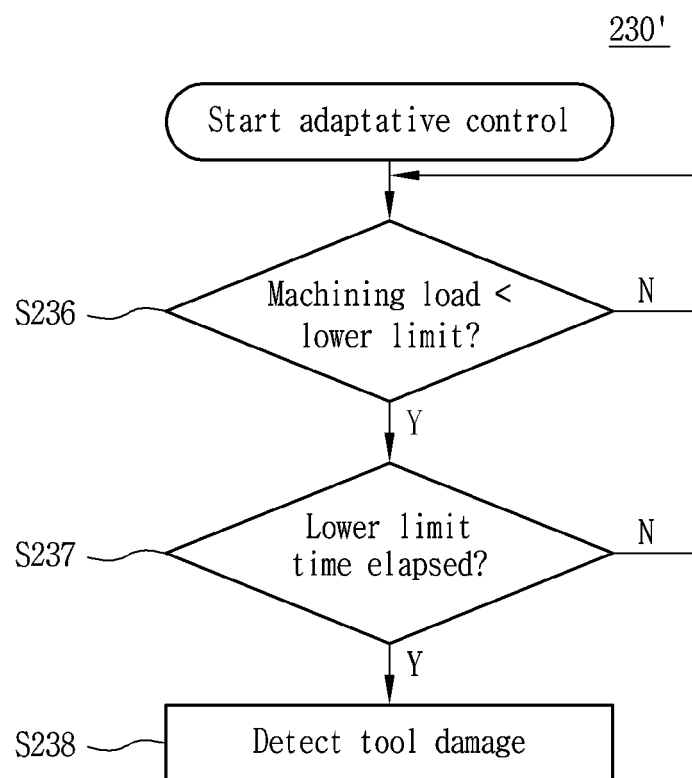 230'
Start adaptative control
S236
Machining load <
lower limit?
N
Y
S237
Lower limit
time elapsed?
N
Y
S238
Detect tool damage